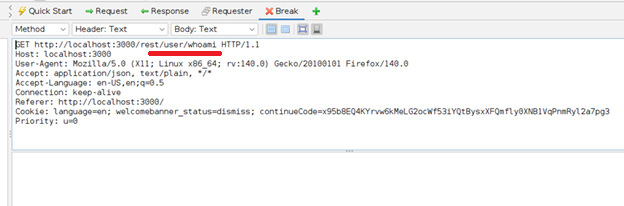 Quick Start Request Response Requester Break
Method Header: Text Body: Text
GET http://localhost:3000/rest/user/whoami HTTP/1.1
Host: localhost:3000
User-Agent: Mozilla/5.0 (X11; Linux x86_64; rv:140.0) Gecko/20100101 Firefox/140.0
Accept: application/json, text/plain, */*
Accept-Language: en-US,en;q=0.5
Connection: keep-alive
Referer: http://localhost:3000/
Cookie: language=en; welcomebanner_status=dismiss; continueCode=x95b8EQ4KYrvw6kMeLG2ocWf53iYQtBysxXFQmfly0XNB1VqPnmRyl2a7pg3
Priority: u=0